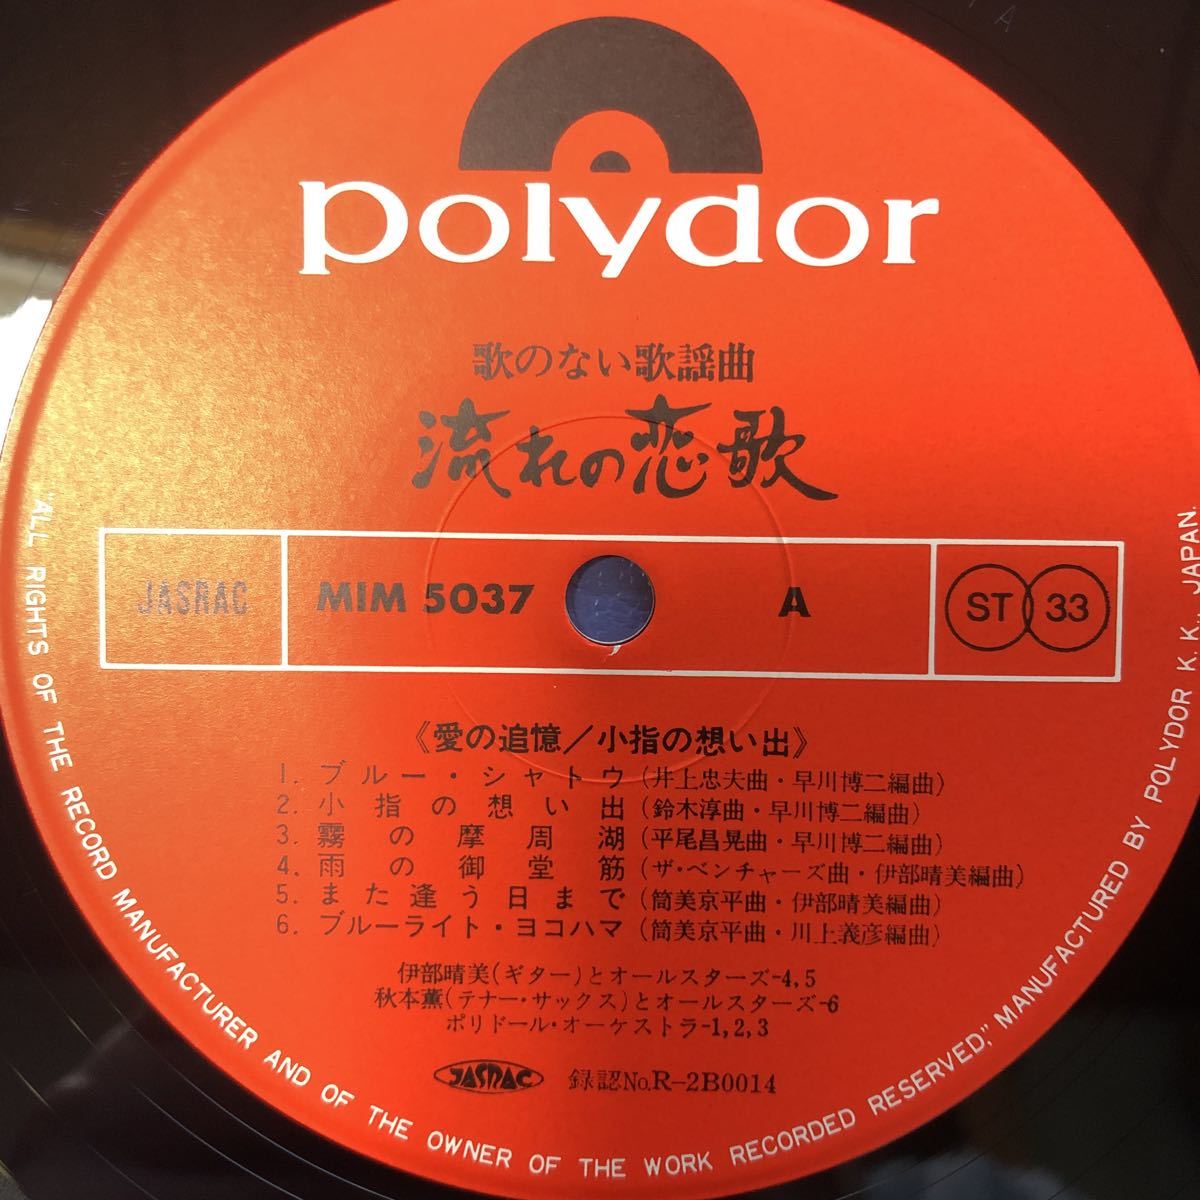 polydor
歌のない歌謡曲
流れの恋歌
JASRAC MIM 5037 A ST 33
《愛の追憶／小指の想い出》
1. ブルー・シャトウ（井上忠夫曲・早川博二編曲）
2. 小指の想い出（鈴木淳曲・早川博二編曲）
3. 霧の摩周湖（平尾昌晃曲・早川博二編曲）
4. 雨の御堂筋（ザ・ベンチャーズ曲・伊部晴美編曲）
5. また逢う日まで（筒美京平曲・伊部晴美編曲）
6. ブルーライト・ヨコハマ（筒美京平曲・川上義彦編曲）
伊部晴美（ギター）とオールスターズ-4,5
秋本薫（テナー・サックス）とオールスターズ-6
ポリドール・オーケストラ-1,2,3
JASRAC 録認No.R-2B0014
"ALL RIGHTS OF THE RECORD MANUFACTURER AND OF THE OWNER OF THE WORK RECORDED RESERVED," MANUFACTURED BY POLYDOR K. K., JAPAN.